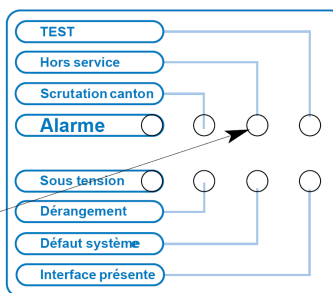 TEST
Hors service
Scrutation canton
Alarme
Sous tension
Dérangement
Défaut système
Interface présente